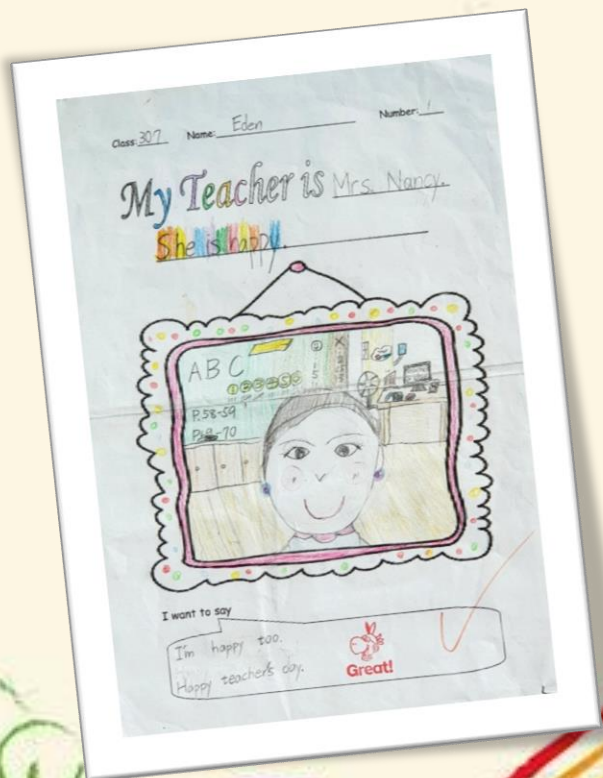 Class: 307 Name: Eden Number: 1
My Teacher is Mrs. Nancy.
She is happy.
A B C
P.58-59
-70
I want to say
I'm happy too.
Happy teacher's day.
Great!